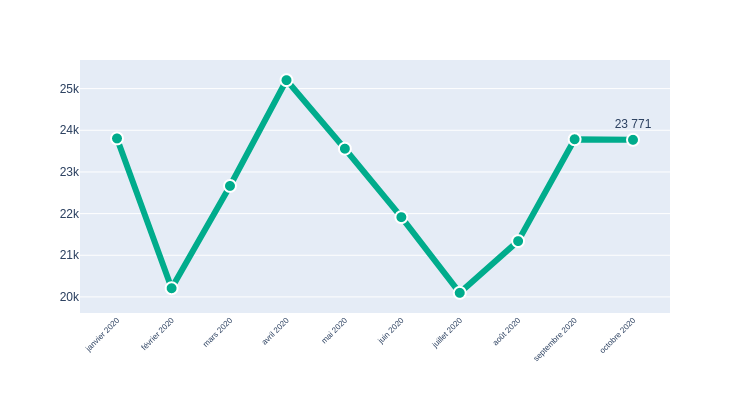 25k
24k
23k
22k
21k
20k
23 771
janvier 2020
février 2020
mars 2020
avril 2020
mai 2020
juin 2020
juillet 2020
août 2020
septembre 2020
octobre 2020